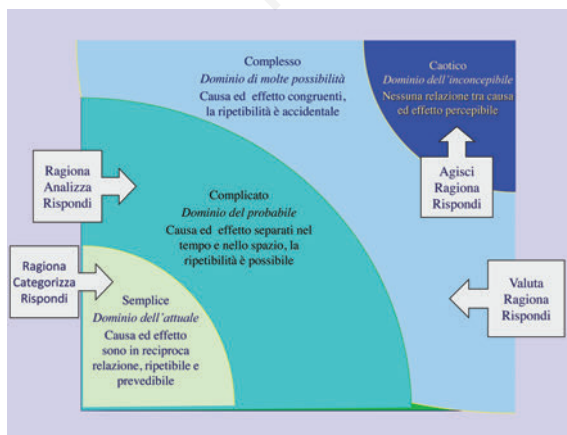 Complesso
Dominio di molte possibilità
Causa ed effetto congruenti,
la ripetibilità è accidentale
Caotico
Dominio dell'inconcepibile
Nessuna relazione tra causa
ed effetto percepibile
Ragiona
Analizza
Rispondi
Agisci
Ragiona
Rispondi
Complicato
Dominio del probabile
Causa ed effetto separati nel
tempo e nello spazio, la
ripetibilità è possibile
Ragiona
Categorizza
Rispondi
Valuta
Ragiona
Rispondi
Semplice
Dominio dell'attuale
Causa ed effetto
sono in reciproca
relazione, ripetibile e
prevedibile